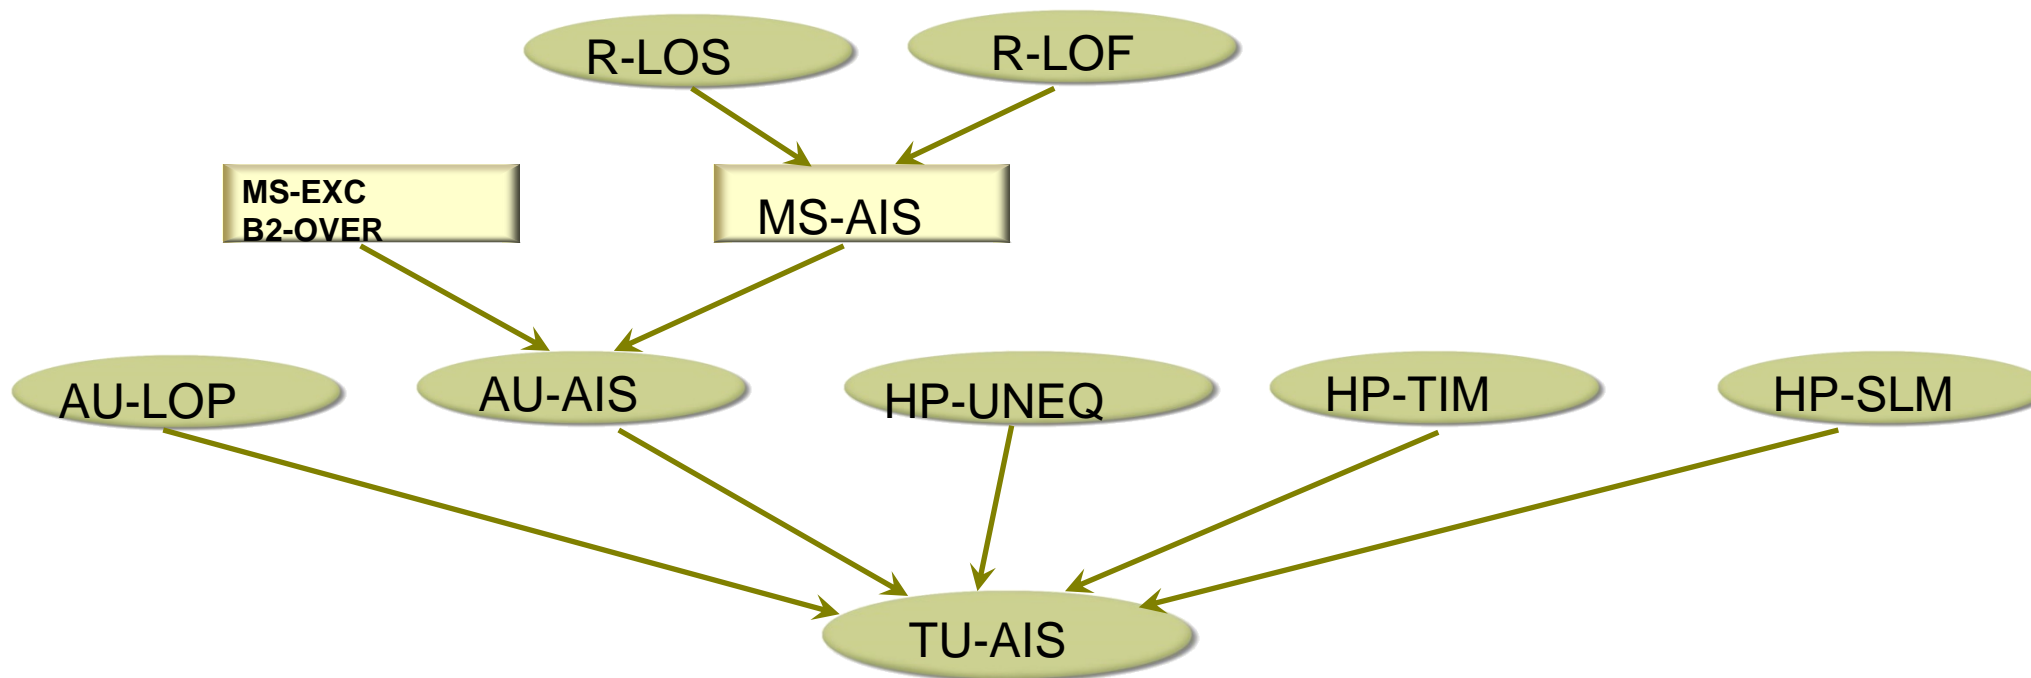 R-LOS
R-LOF
MS-EXC
B2-OVER
MS-AIS
AU-LOP
AU-AIS
HP-UNEQ
HP-TIM
HP-SLM
TU-AIS